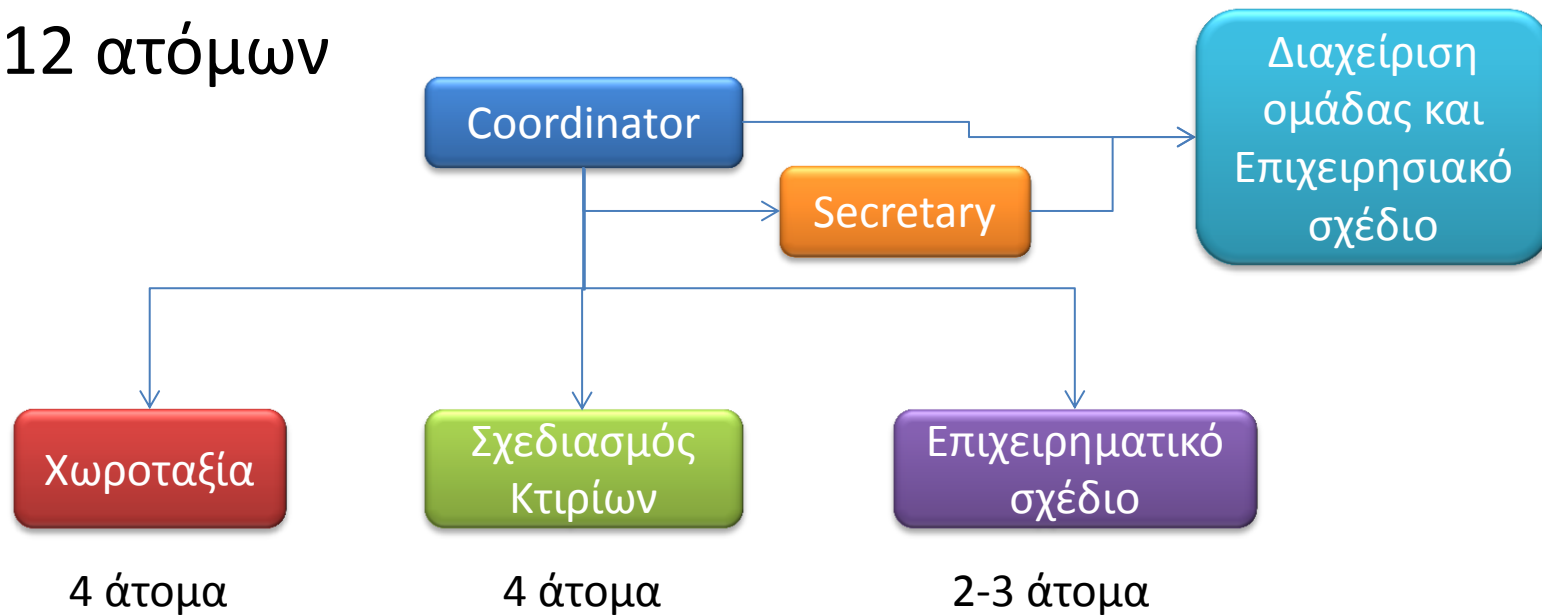 12 ατόμων
Coordinator
Secretary
Διαχείριση
ομάδας και
Επιχειρησιακό
σχέδιο
Χωροταξία
Σχεδιασμός
Κτιρίων
Επιχειρηματικό
σχέδιο
4 άτομα
4 άτομα
2-3 άτομα